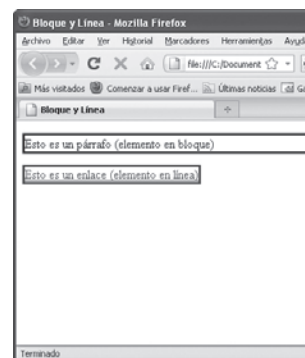 Bloque y Línea - Mozilla Firefox
Archivo Editar Ver Historial Marcadores Herramientas Ayuda
file:///C:/Document
Más visitados Comenzar a usar Firef... Últimas noticias
Bloque y Línea
Esto es un párrafo (elemento en bloque)
Esto es un enlace (elemento en línea)
Terminado